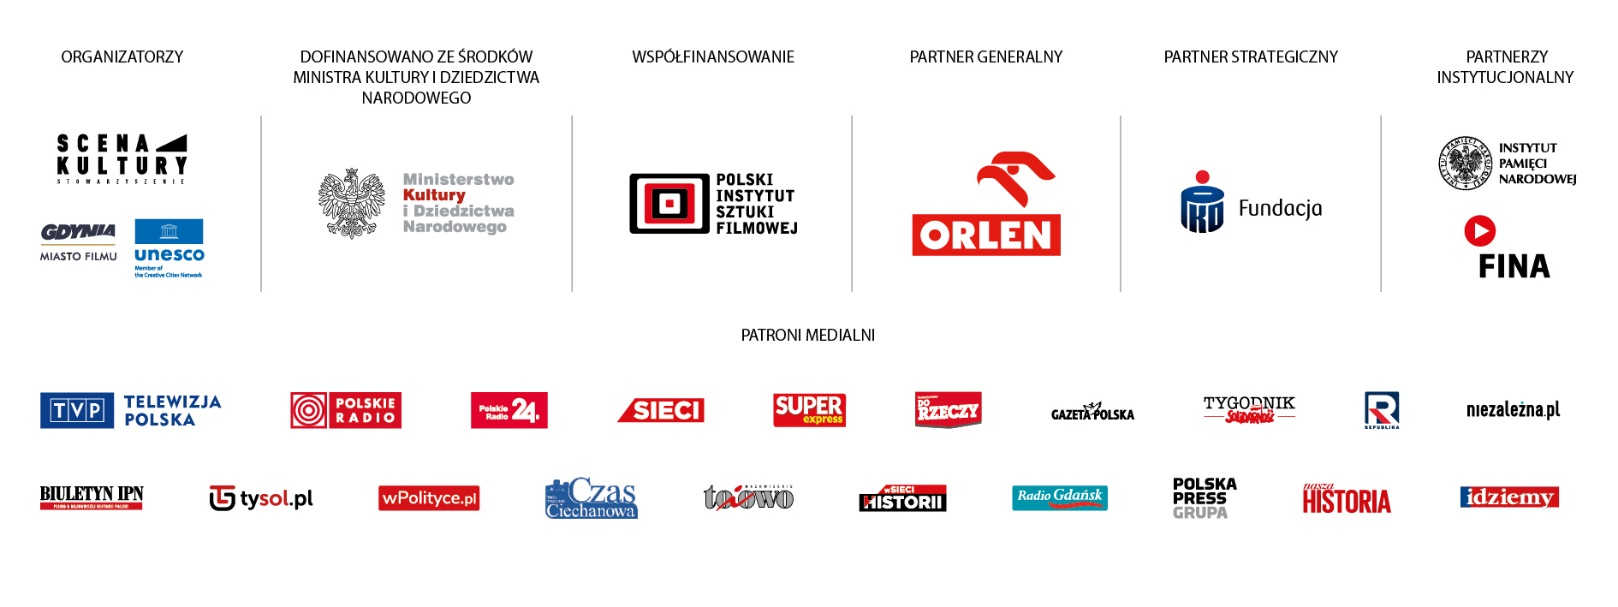 ORGANIZATORZY
DOFINANSOWANO ZE ŚRODKÓW
MINISTRA KULTURY I DZIEDZICTWA
NARODOWEGO
WSPÓŁFINANSOWANIE
PARTNER GENERALNY
PARTNER STRATEGICZNY
PARTNERZY
INSTYTUCJONALNY
SCENA
KULTURY
STOWARZYSZENIE
GDYNIA
MIASTO FILMU
unesco
Member of
the Creative Cities Network
Ministerstwo
Kultury
i Dziedzictwa
Narodowego
POLSKI
INSTYTUT
SZTUKI
FILMOWEJ
ORLEN
PKO
Fundacja
INSTYTUT
PAMIĘCI
NARODOWEJ
FINA
PATRONI MEDIALNI
TVP TELEWIZJA
POLSKA
POLSKIE
RADIO
Polskie
Radio 24
SIECI
SUPER
express
DO
RZECZY
GAZETA POLSKA
TYGODNIK
SOLIDARNOŚĆ
R
REPUBLIKA
niezależna.pl
BIULETYN IPN
tysol.pl
wPolityce.pl
Czas
Ciechanowa
to i owo
wSIECI
HISTORII
Radio Gdańsk
POLSKA
PRESS
GRUPA
nasza
HISTORIA
idziemy